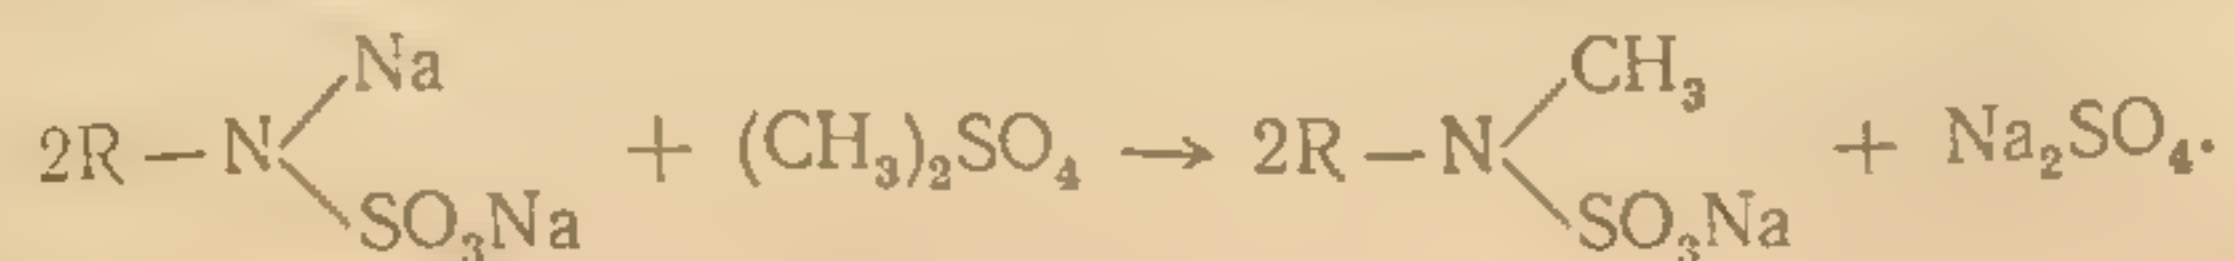 Na CH₃
2R — N + (CH₃)₂SO₄ → 2R — N + Na₂SO₄.
SO₃Na SO₃Na